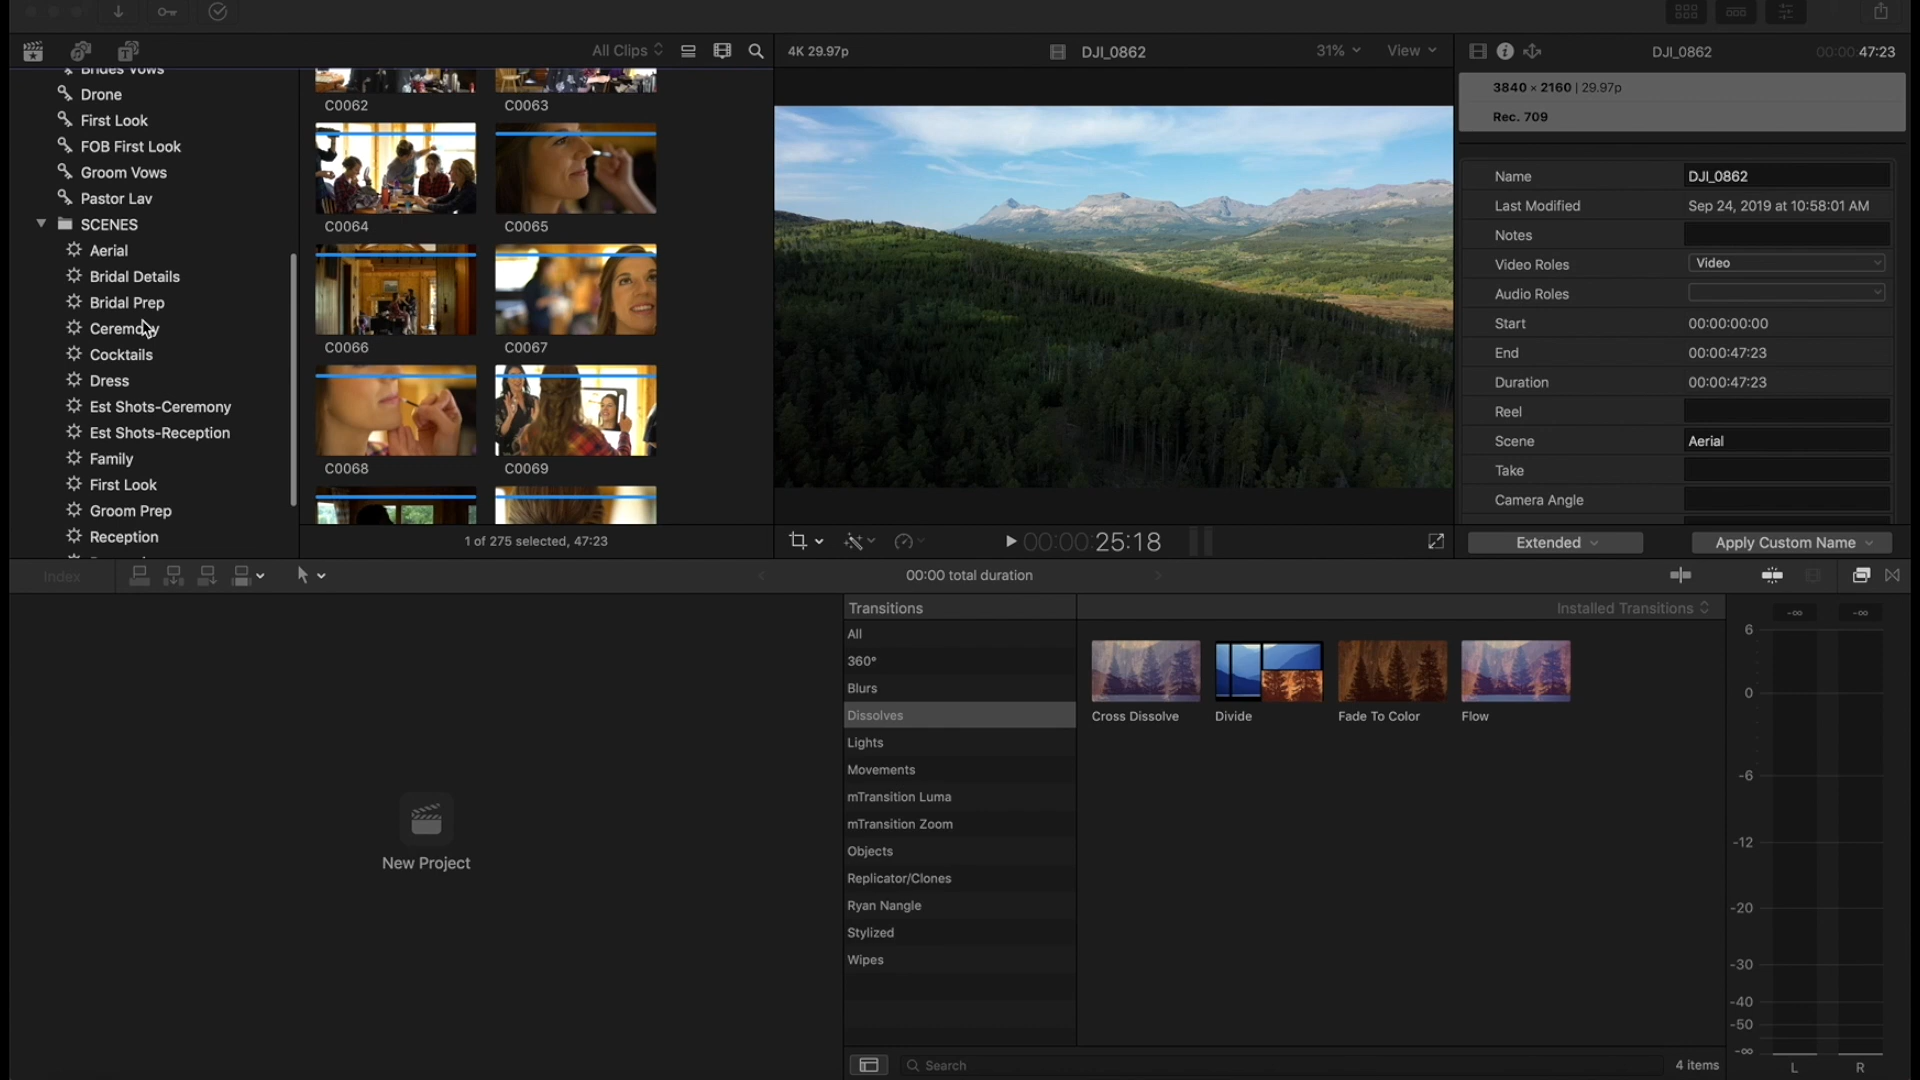 All Clips
4K 29.97p
DJI_0862
31%
View
DJI_0862
00:00:47:23
Brides Vows
Drone
First Look
FOB First Look
Groom Vows
Pastor Lav
SCENES
Aerial
Bridal Details
Bridal Prep
Ceremony
Cocktails
Dress
Est Shots-Ceremony
Est Shots-Reception
Family
First Look
Groom Prep
Reception
C0062
C0063
C0064
C0065
C0066
C0067
C0068
C0069
1 of 275 selected, 47:23
00:00:25:18
3840 × 2160 | 29.97p
Rec. 709
Name DJI_0862
Last Modified Sep 24, 2019 at 10:58:01 AM
Notes
Video Roles Video
Audio Roles
Start 00:00:00:00
End 00:00:47:23
Duration 00:00:47:23
Reel
Scene Aerial
Take
Camera Angle
Extended
Apply Custom Name
Index
00:00 total duration
New Project
Transitions
Installed Transitions
All
360°
Blurs
Dissolves
Lights
Movements
mTransition Luma
mTransition Zoom
Objects
Replicator/Clones
Ryan Nangle
Stylized
Wipes
Cross Dissolve
Divide
Fade To Color
Flow
Search
4 items
-∞ -∞
6
0
-6
-12
-20
-30
-40
-50
-∞
L R